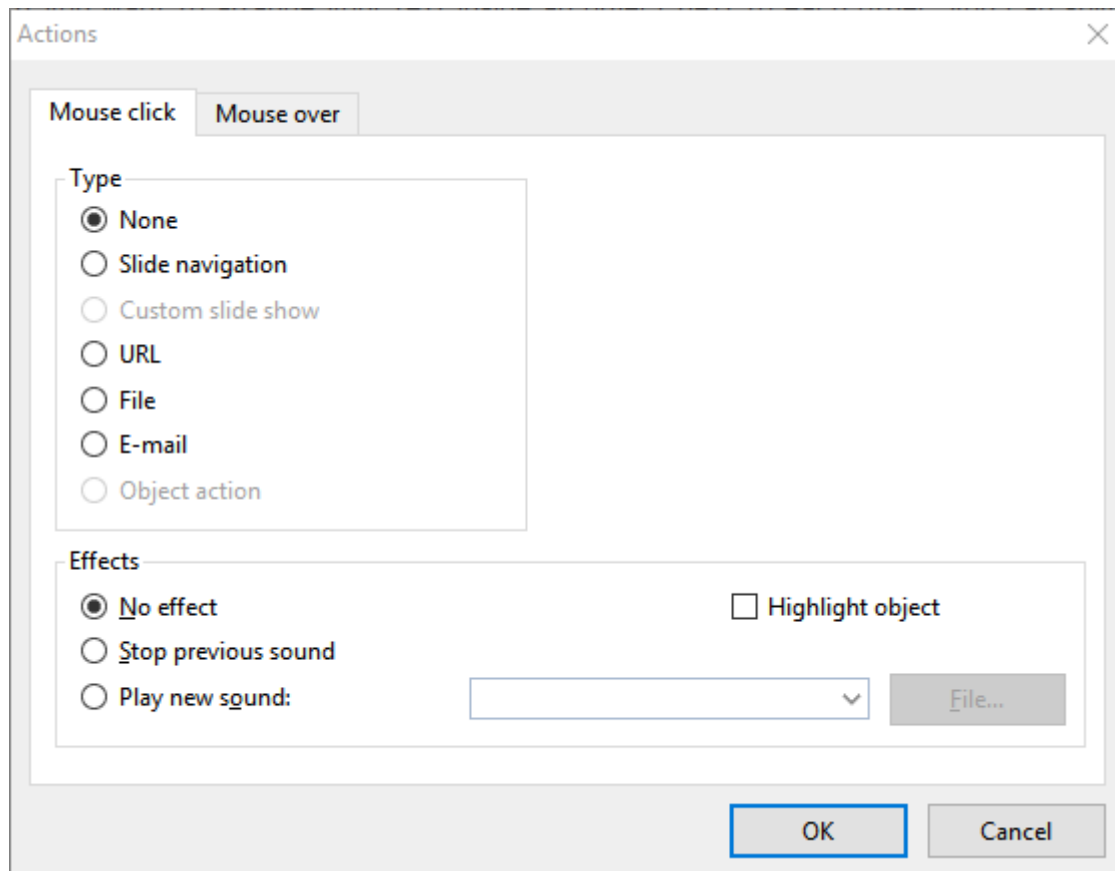 Actions
Mouse click Mouse over
Type
None
Slide navigation
Custom slide show
URL
File
E-mail
Object action
Effects
No effect Highlight object
Stop previous sound
Play new sound: File...
OK Cancel